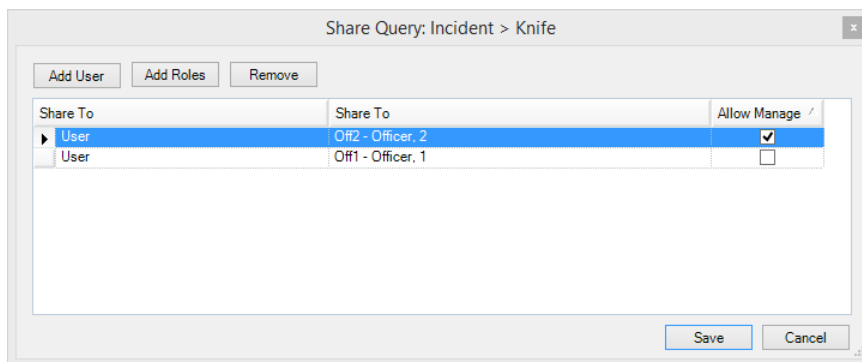 Share Query: Incident > Knife
x
Add User Add Roles Remove
Share To Share To Allow Manage
User Off2 - Officer, 2
User Off1 - Officer, 1
Save Cancel